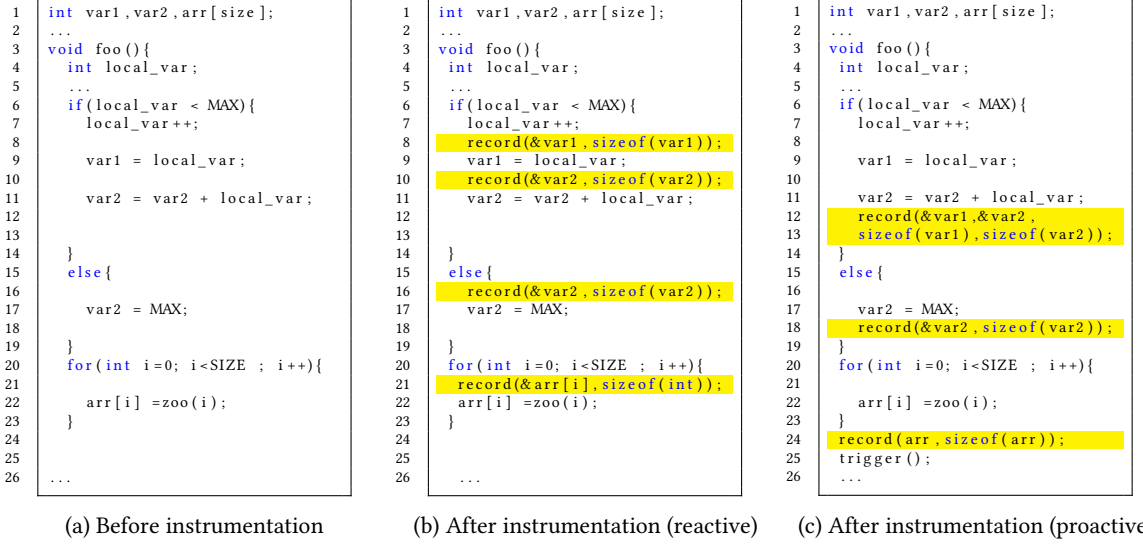 1 int var1,var2,arr[size];
2 ...
3 void foo(){
4 int local_var;
5 ...
6 if(local_var < MAX){
7 local_var++;
8
9 var1 = local_var;
10
11 var2 = var2 + local_var;
12
13
14 }
15 else{
16
17 var2 = MAX;
18
19 }
20 for(int i=0; i<SIZE ; i++){
21
22 arr[i] =zoo(i);
23 }
24
25
26 ...
(a) Before instrumentation
1 int var1,var2,arr[size];
2 ...
3 void foo(){
4 int local_var;
5 ...
6 if(local_var < MAX){
7 local_var++;
8 record(&var1,sizeof(var1));
9 var1 = local_var;
10 record(&var2,sizeof(var2));
11 var2 = var2 + local_var;
12
13
14 }
15 else{
16 record(&var2,sizeof(var2));
17 var2 = MAX;
18
19 }
20 for(int i=0; i<SIZE ; i++){
21 record(&arr[i],sizeof(int));
22 arr[i] =zoo(i);
23 }
24
25
26 ...
(b) After instrumentation (reactive)
1 int var1,var2,arr[size];
2 ...
3 void foo(){
4 int local_var;
5 ...
6 if(local_var < MAX){
7 local_var++;
8
9 var1 = local_var;
10
11 var2 = var2 + local_var;
12 record(&var1,&var2,
13 sizeof(var1),sizeof(var2));
14 }
15 else{
16
17 var2 = MAX;
18 record(&var2,sizeof(var2));
19 }
20 for(int i=0; i<SIZE ; i++){
21
22 arr[i] =zoo(i);
23 }
24 record(arr,sizeof(arr));
25 trigger();
26 ...
(c) After instrumentation (proactive